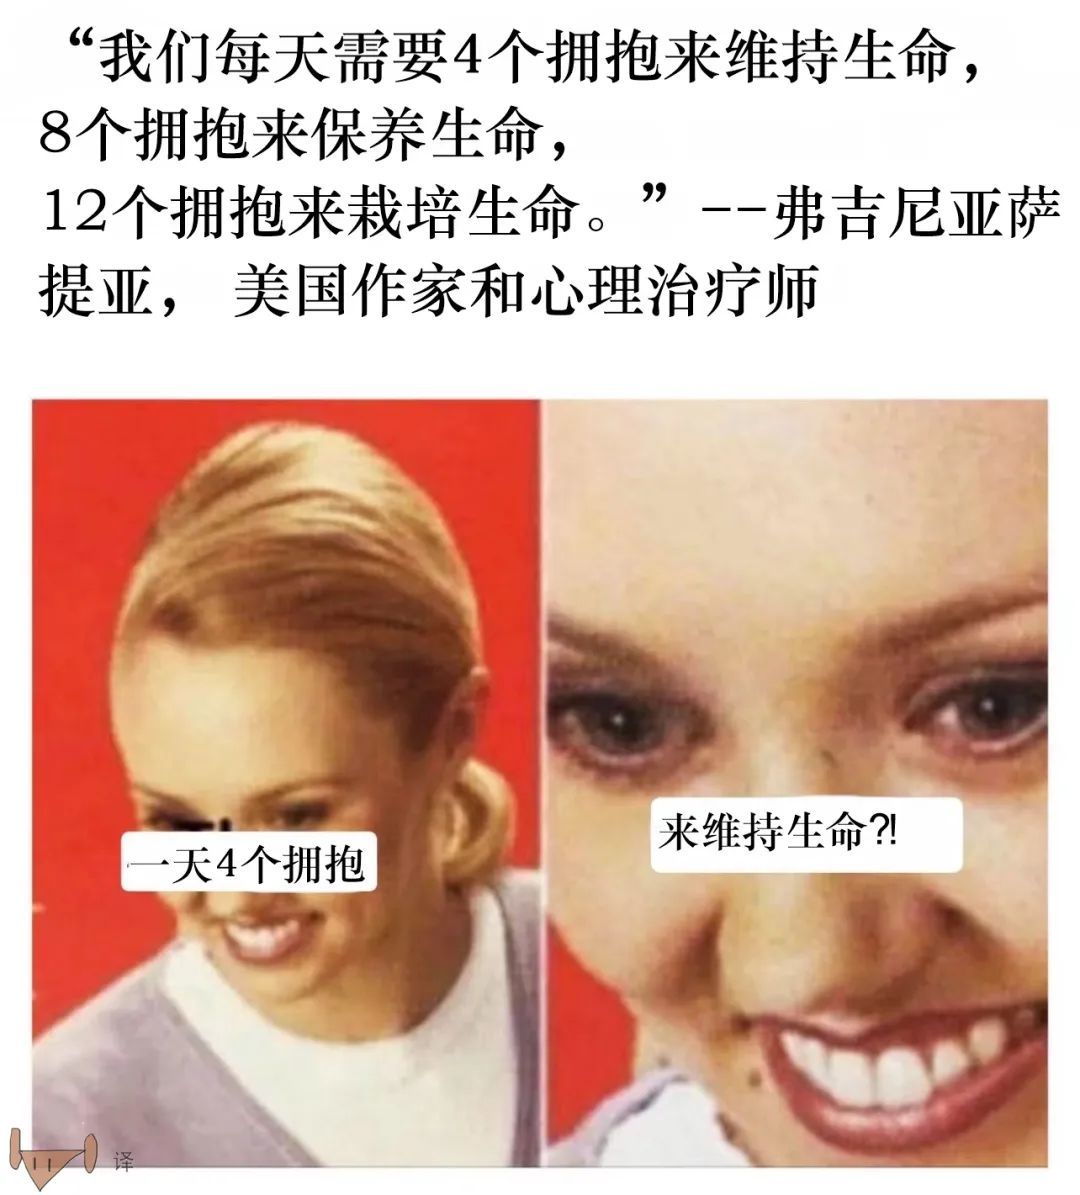 “我们每天需要4个拥抱来维持生命，
8个拥抱来保养生命，
12个拥抱来栽培生命。”--弗吉尼亚萨
提亚， 美国作家和心理治疗师
一天4个拥抱
来维持生命?!
译